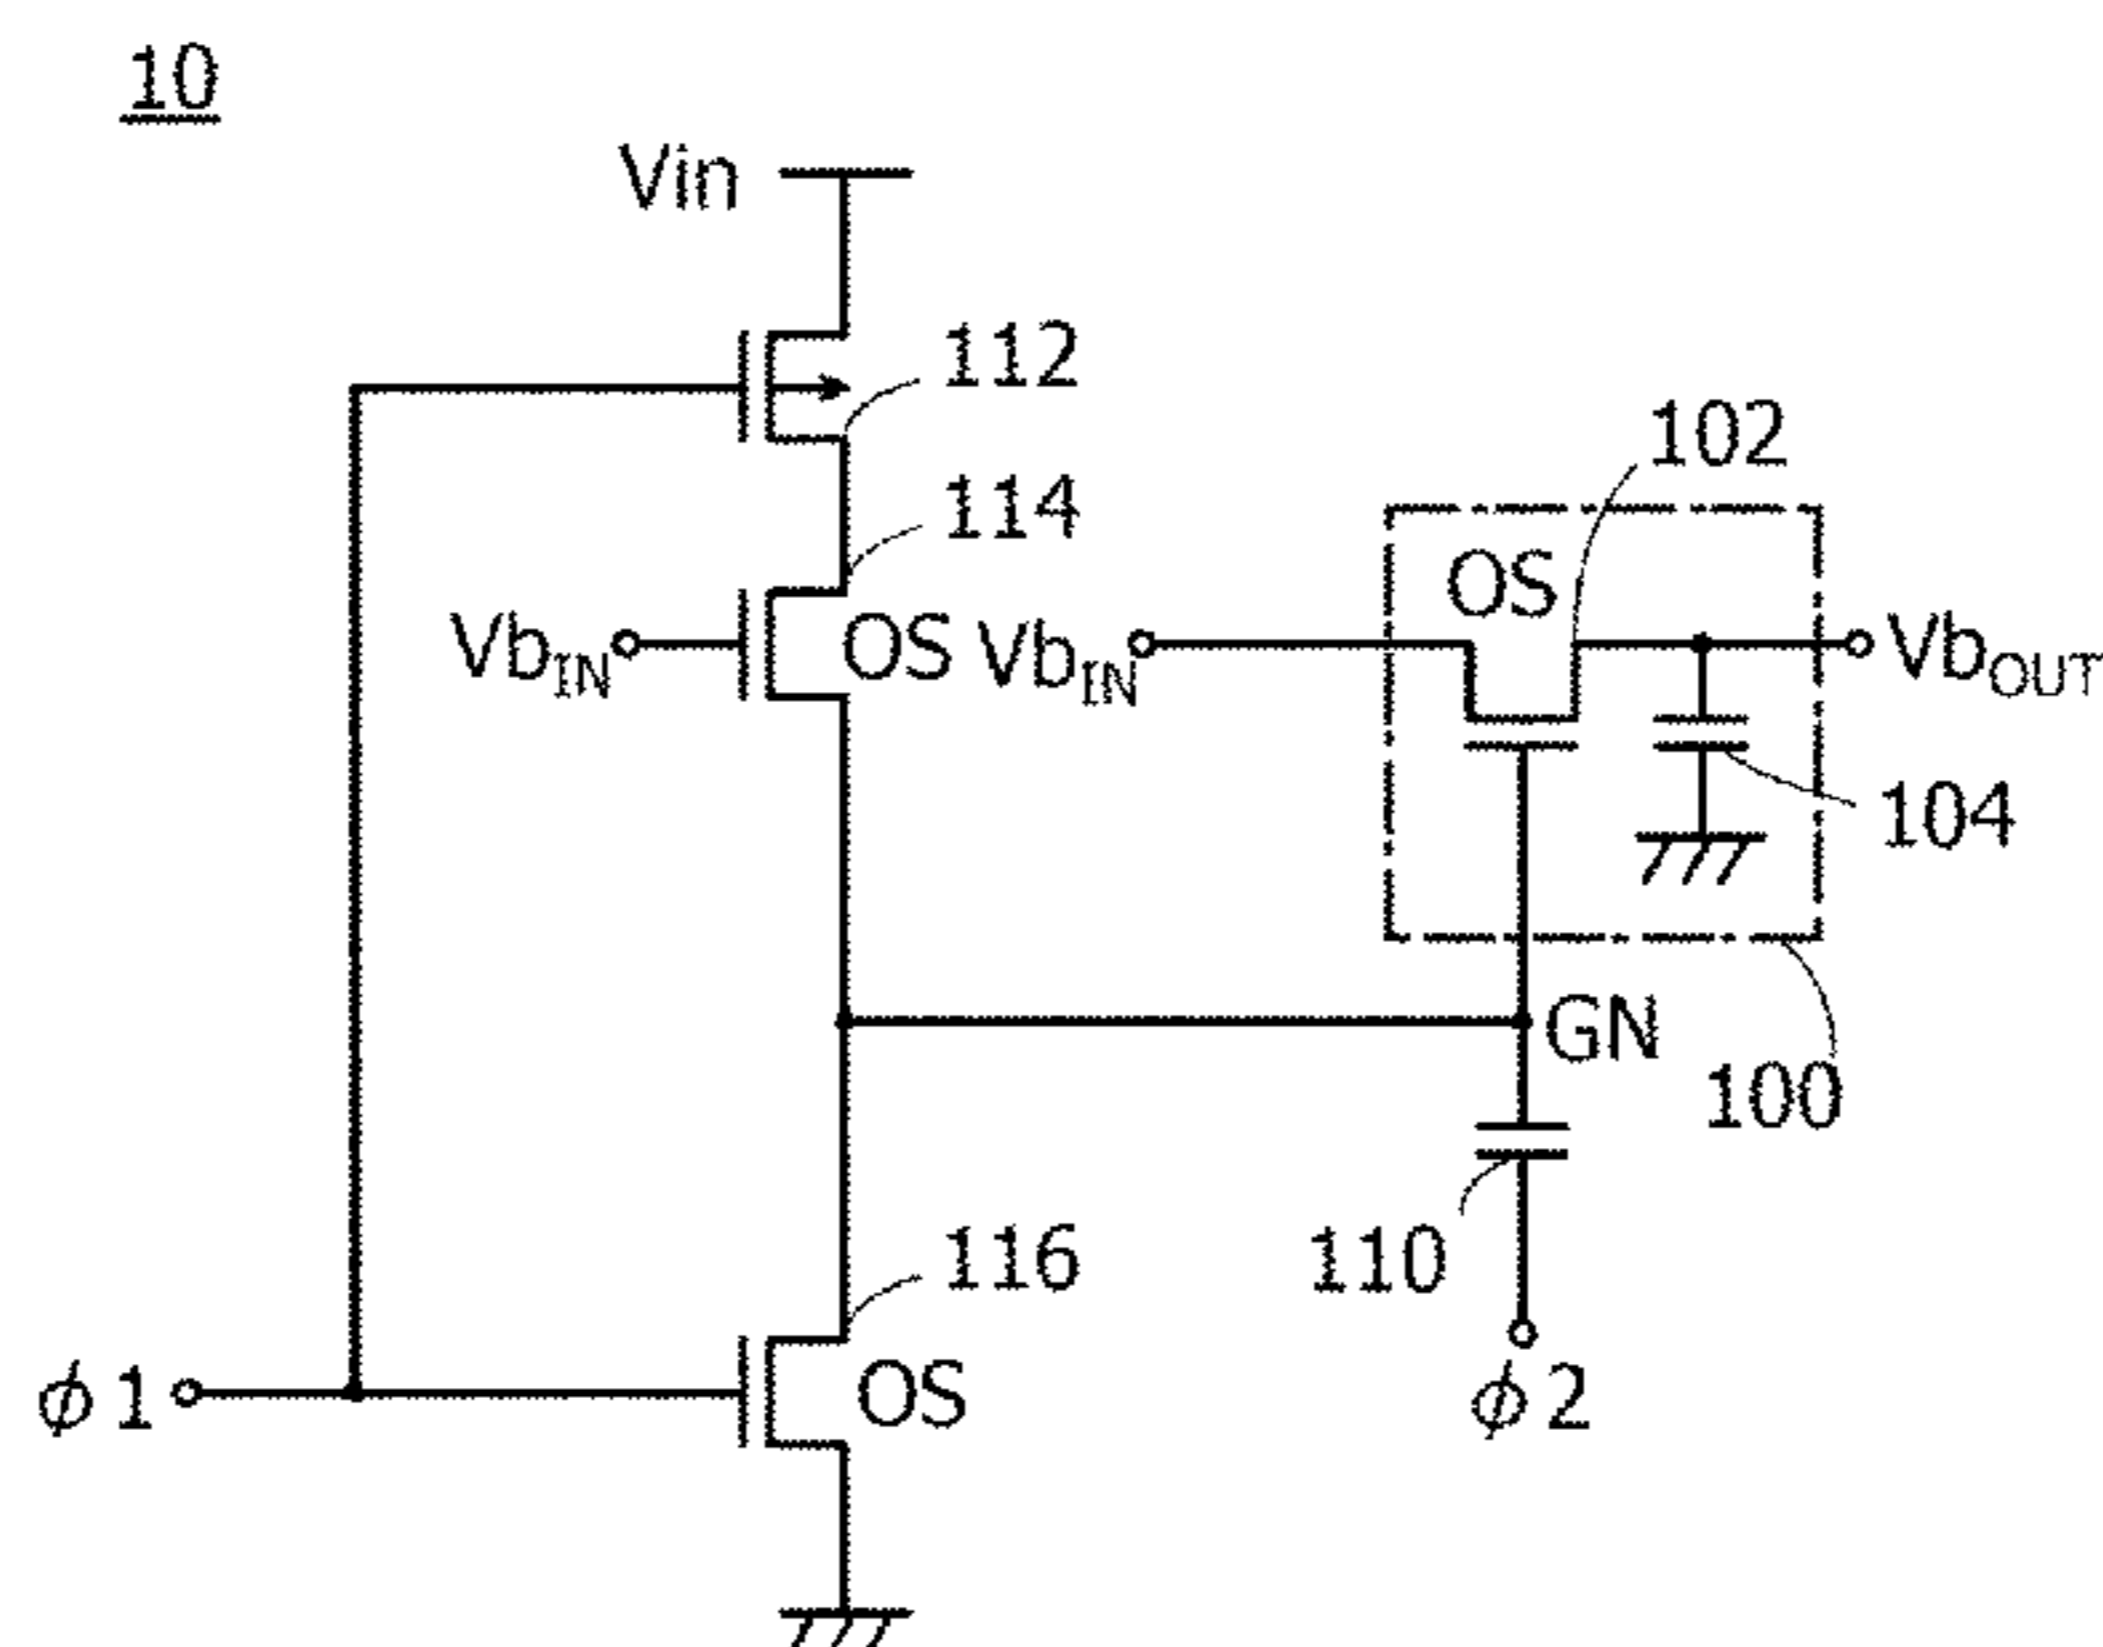 10
Vin
112
102
114
OS
Vb_IN
OS
Vb_IN
Vb_OUT
104
GN
100
116
110
φ1
OS
φ2